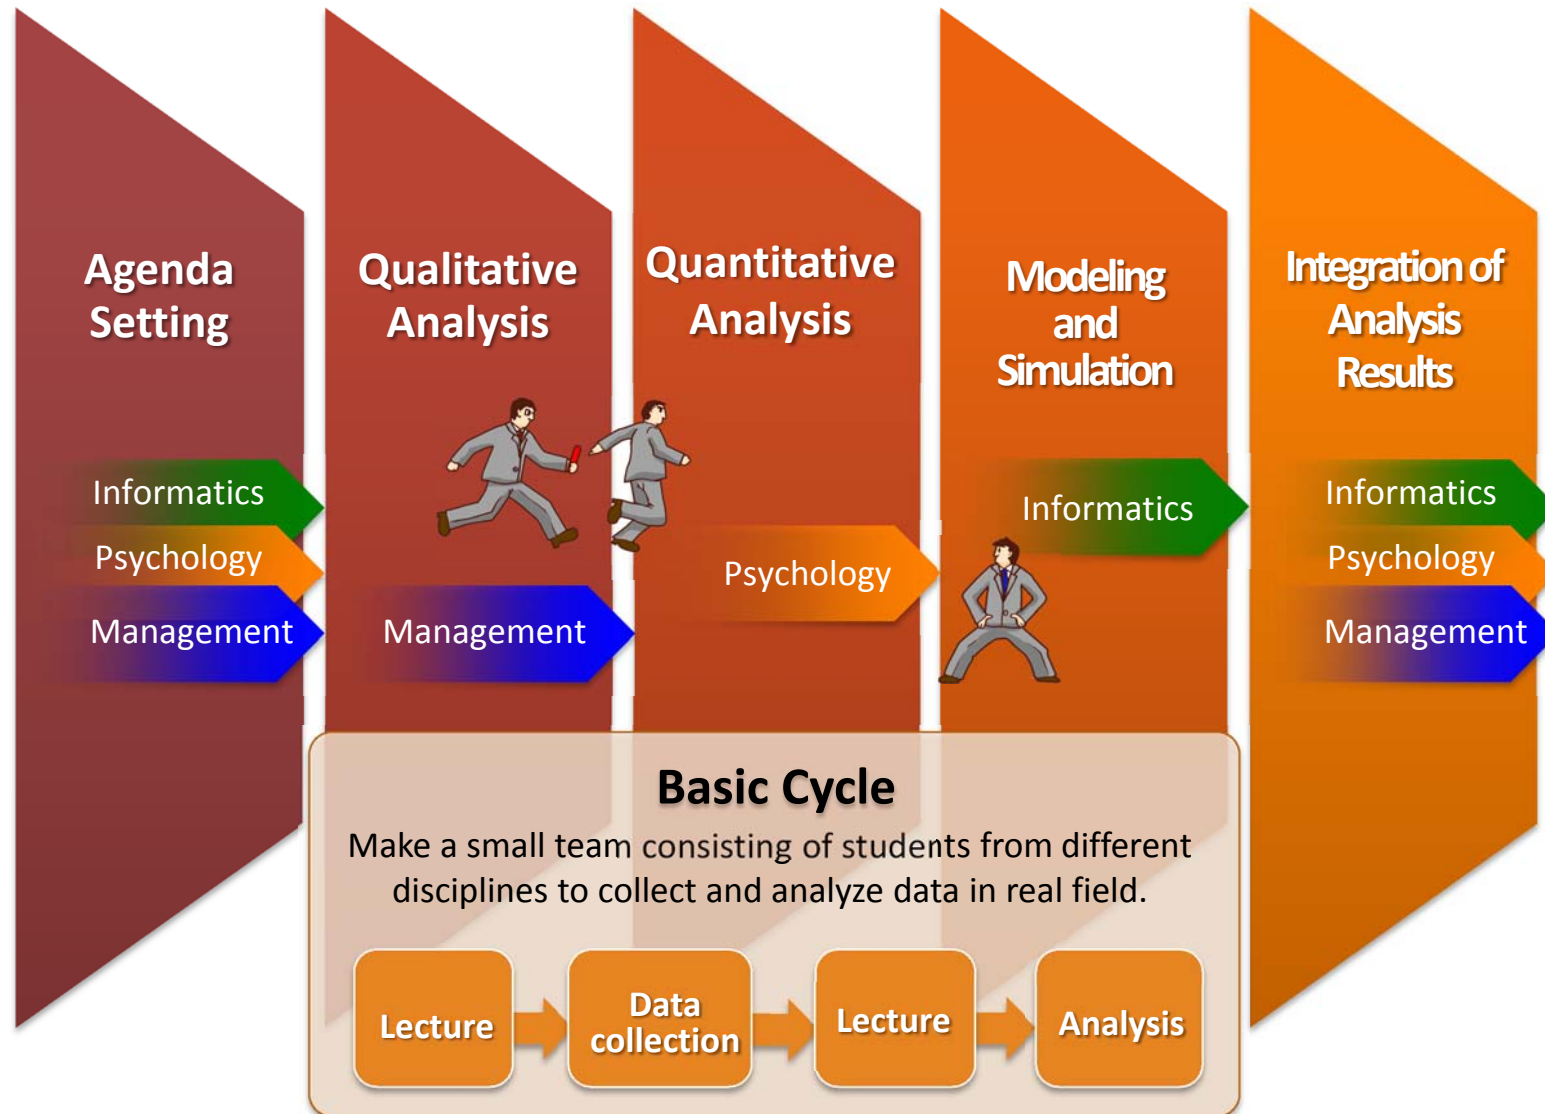 Agenda
Setting
Informatics
Psychology
Management
Qualitative
Analysis
Management
Quantitative
Analysis
Psychology
Modeling
and
Simulation
Informatics
Integration of
Analysis
Results
Informatics
Psychology
Management
Basic Cycle
Make a small team consisting of students from different
disciplines to collect and analyze data in real field.
Lecture
Data
collection
Lecture
Analysis